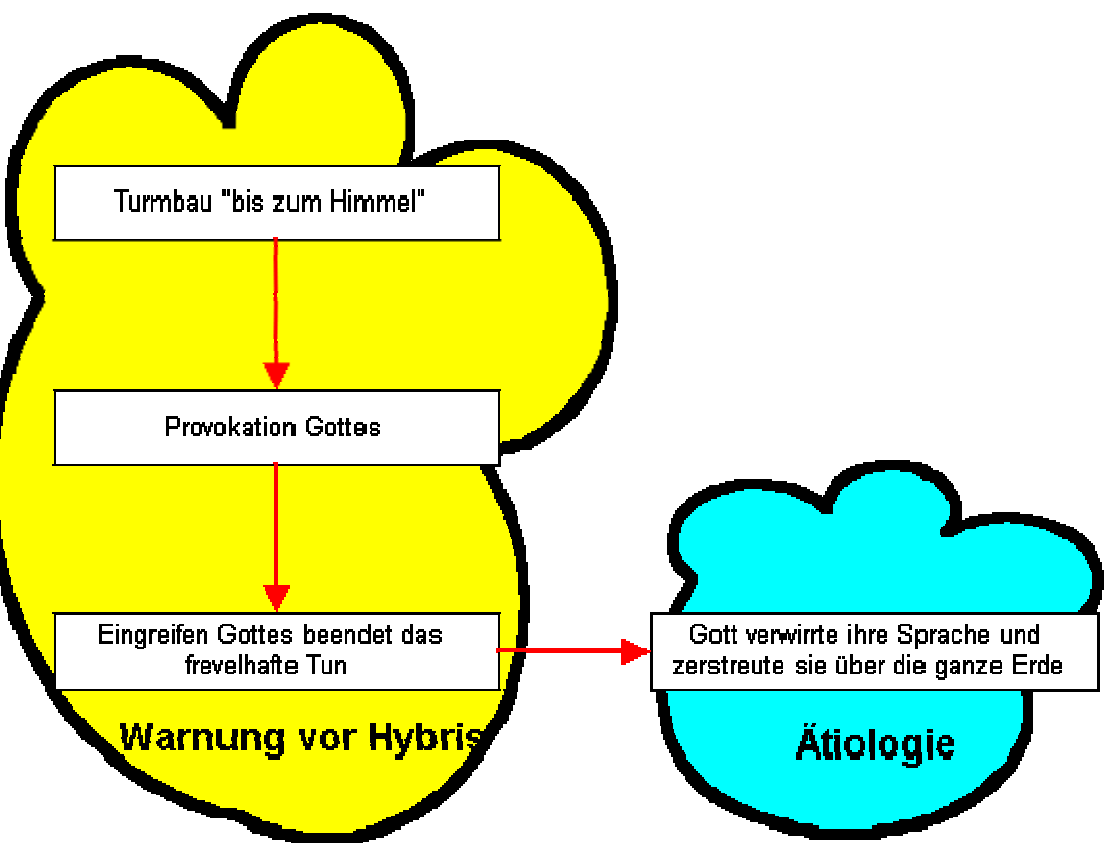 Turmbau "bis zum Himmel"
Provokation Gottes
Eingreifen Gottes beendet das
frevelhafte Tun
Gott verwirrte ihre Sprache und
zerstreute sie über die ganze Erde
Warnung vor Hybris
Ätiologie